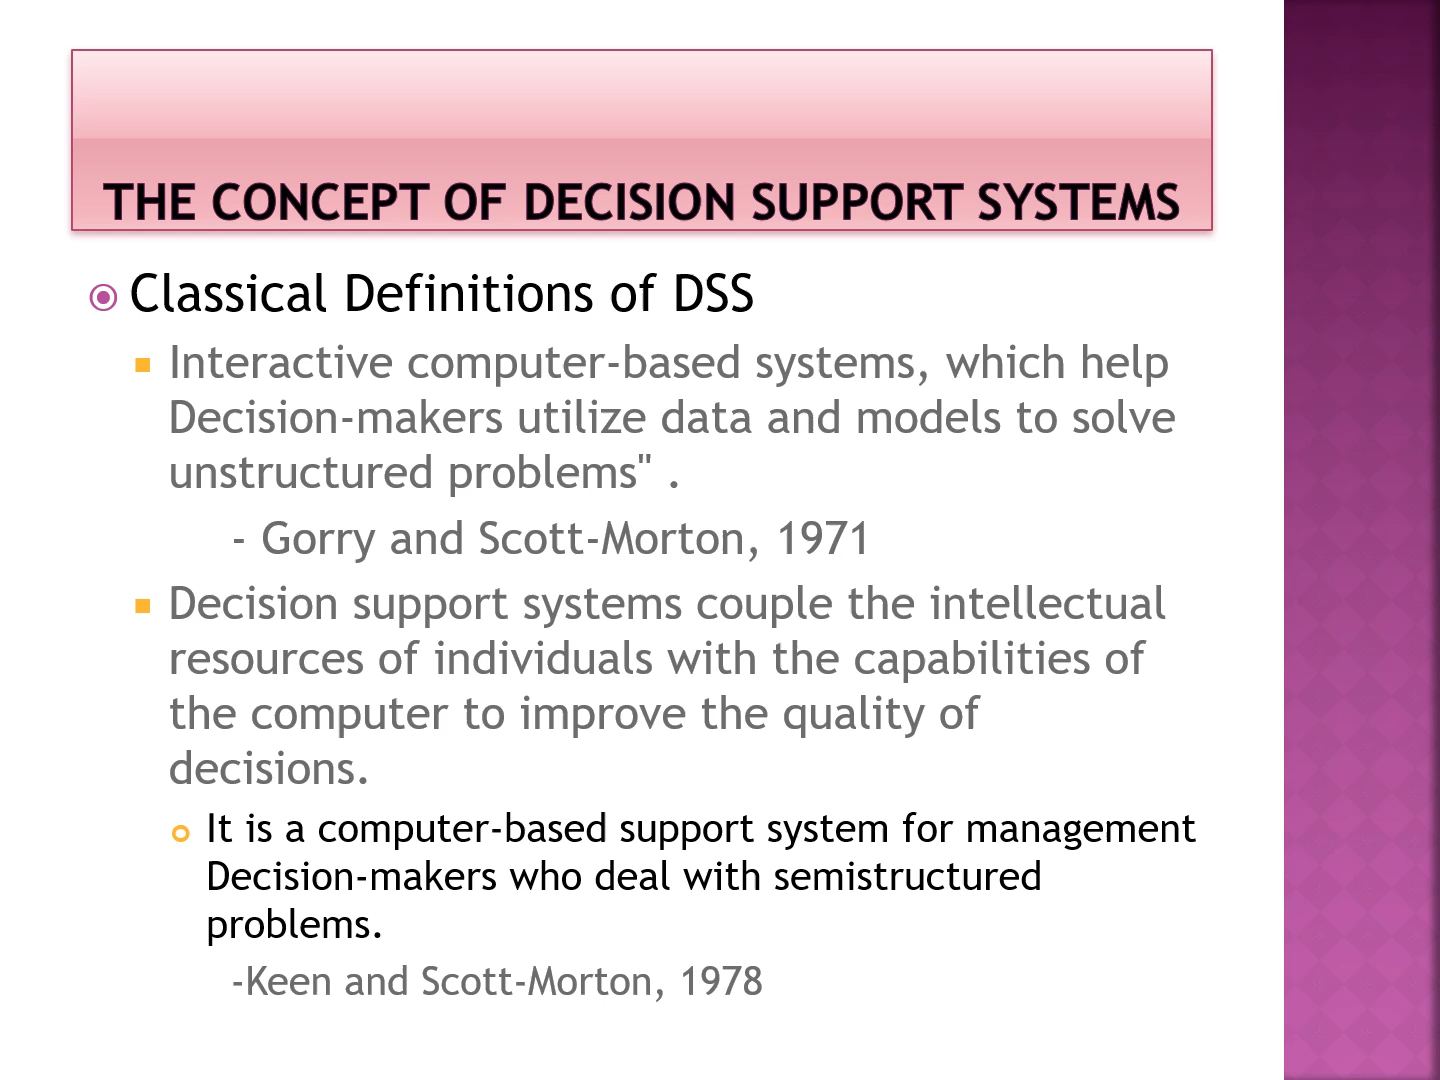 THE CONCEPT OF DECISION SUPPORT SYSTEMS
Classical Definitions of DSS
Interactive computer-based systems, which help
Decision-makers utilize data and models to solve
unstructured problems" .
- Gorry and Scott-Morton, 1971
Decision support systems couple the intellectual
resources of individuals with the capabilities of
the computer to improve the quality of
decisions.
It is a computer-based support system for management
Decision-makers who deal with semistructured
problems.
-Keen and Scott-Morton, 1978